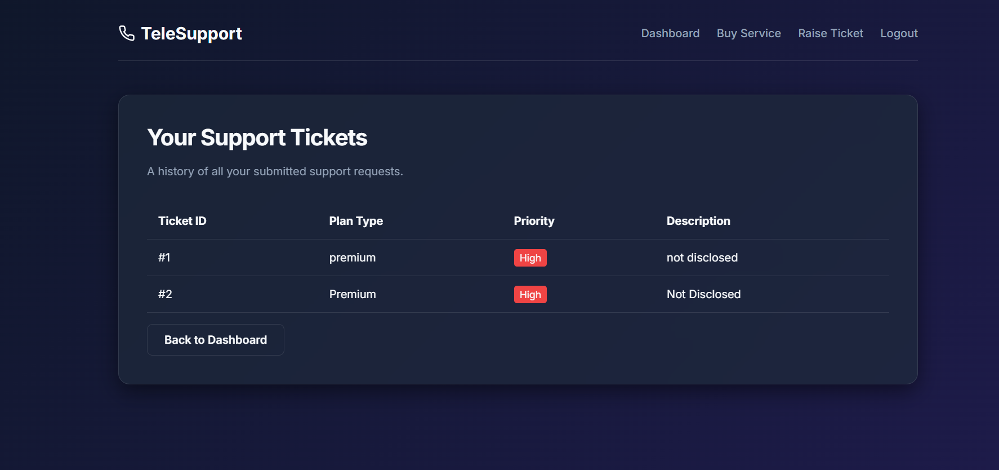 TeleSupport
Dashboard Buy Service Raise Ticket Logout
Your Support Tickets
A history of all your submitted support requests.
Ticket ID Plan Type Priority Description
#1 premium High not disclosed
#2 Premium High Not Disclosed
Back to Dashboard